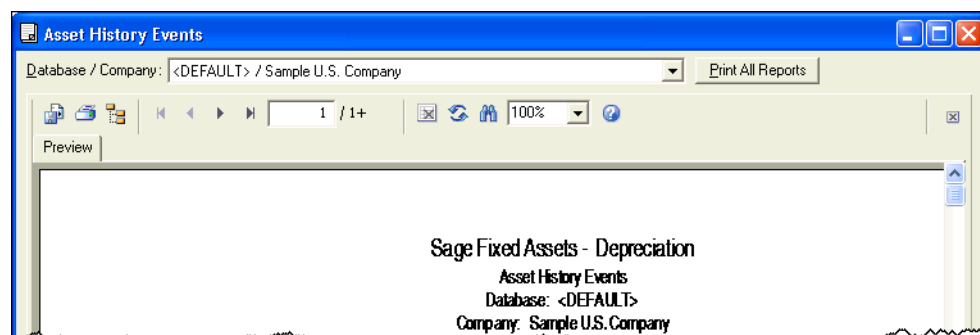 Asset History Events
Database / Company: <DEFAULT> / Sample U.S. Company Print All Reports
1 / 1+ 100%
Preview
Sage Fixed Assets - Depreciation
Asset History Events
Database: <DEFAULT>
Company: Sample U.S. Company